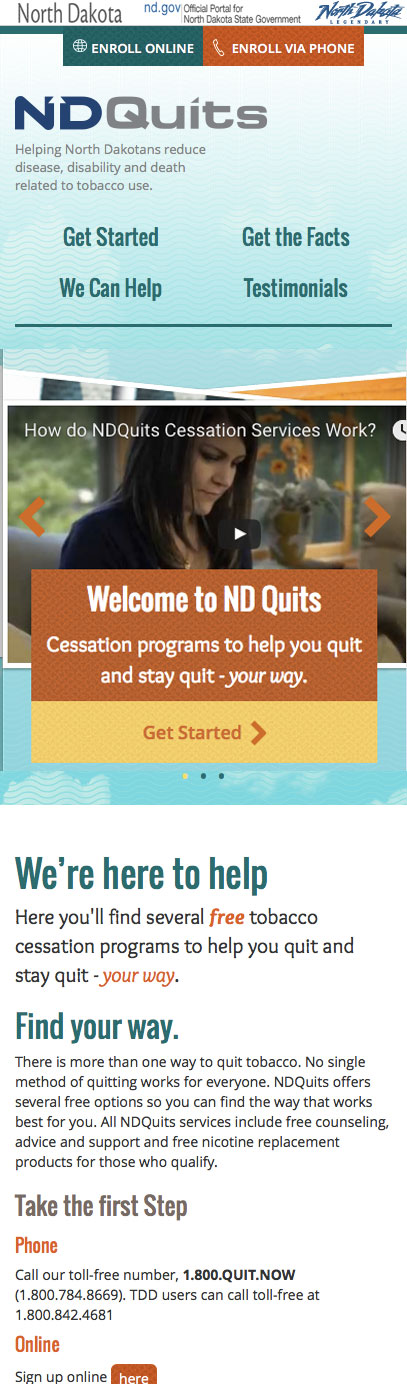 North Dakota
nd.gov
Official Portal for
North Dakota State Government
North Dakota
LEGENDARY
ENROLL ONLINE
ENROLL VIA PHONE
NDQuits
Helping North Dakotans reduce
disease, disability and death
related to tobacco use.
Get Started
Get the Facts
We Can Help
Testimonials
How do NDQuits Cessation Services Work?
Welcome to ND Quits
Cessation programs to help you quit
and stay quit - your way.
Get Started
We're here to help
Here you'll find several free tobacco
cessation programs to help you quit and
stay quit - your way.
Find your way.
There is more than one way to quit tobacco. No single
method of quitting works for everyone. NDQuits offers
several free options so you can find the way that works
best for you. All NDQuits services include free counseling,
advice and support and free nicotine replacement
products for those who qualify.
Take the first Step
Phone
Call our toll-free number, 1.800.QUIT.NOW
(1.800.784.8669). TDD users can call toll-free at
1.800.842.4681
Online
Sign up online here